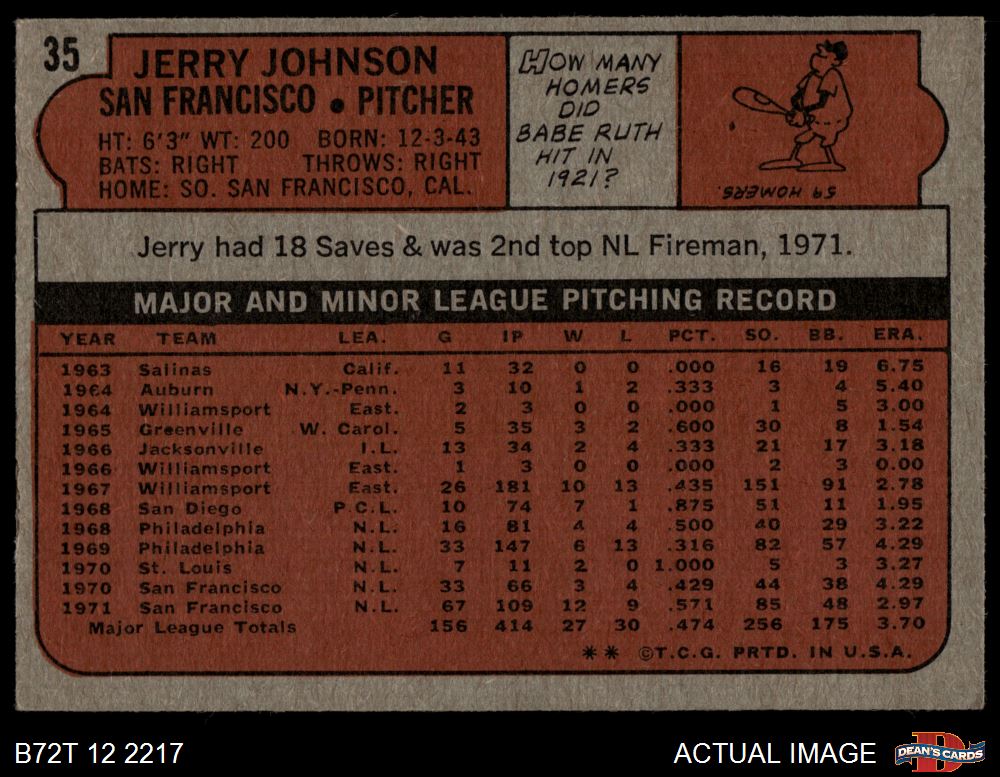 35
JERRY JOHNSON
SAN FRANCISCO • PITCHER
HT: 6'3" WT: 200 BORN: 12-3-43
BATS: RIGHT THROWS: RIGHT
HOME: SO. SAN FRANCISCO, CAL.
HOW MANY
HOMERS
DID
BABE RUTH
HIT IN
1921?
59 HOMERS.
Jerry had 18 Saves & was 2nd top NL Fireman, 1971.
MAJOR AND MINOR LEAGUE PITCHING RECORD
YEAR TEAM LEA. G IP W L PCT. SO. BB. ERA.
1963 Salinas Calif. 11 32 0 0 .000 16 19 6.75
1964 Auburn N.Y.-Penn. 3 10 1 2 .333 3 4 5.40
1964 Williamsport East. 2 3 0 0 .000 1 5 3.00
1965 Greenville W. Carol. 5 35 3 2 .600 30 8 1.54
1966 Jacksonville I.L. 13 34 2 4 .333 21 17 3.18
1966 Williamsport East. 1 3 0 0 .000 2 3 0.00
1967 Williamsport East. 26 181 10 13 .435 151 91 2.78
1968 San Diego P.C.L. 10 74 7 1 .875 51 11 1.95
1968 Philadelphia N.L. 16 81 4 4 .500 40 29 3.22
1969 Philadelphia N.L. 33 147 6 13 .316 82 57 4.29
1970 St. Louis N.L. 7 11 2 0 1.000 5 3 3.27
1970 San Francisco N.L. 33 66 3 4 .429 44 38 4.29
1971 San Francisco N.L. 67 109 12 9 .571 85 48 2.97
Major League Totals 156 414 27 30 .474 256 175 3.70
** ©T.C.G. PRTD. IN U.S.A.
B72T 12 2217
ACTUAL IMAGE
D
DEAN'S CARDS